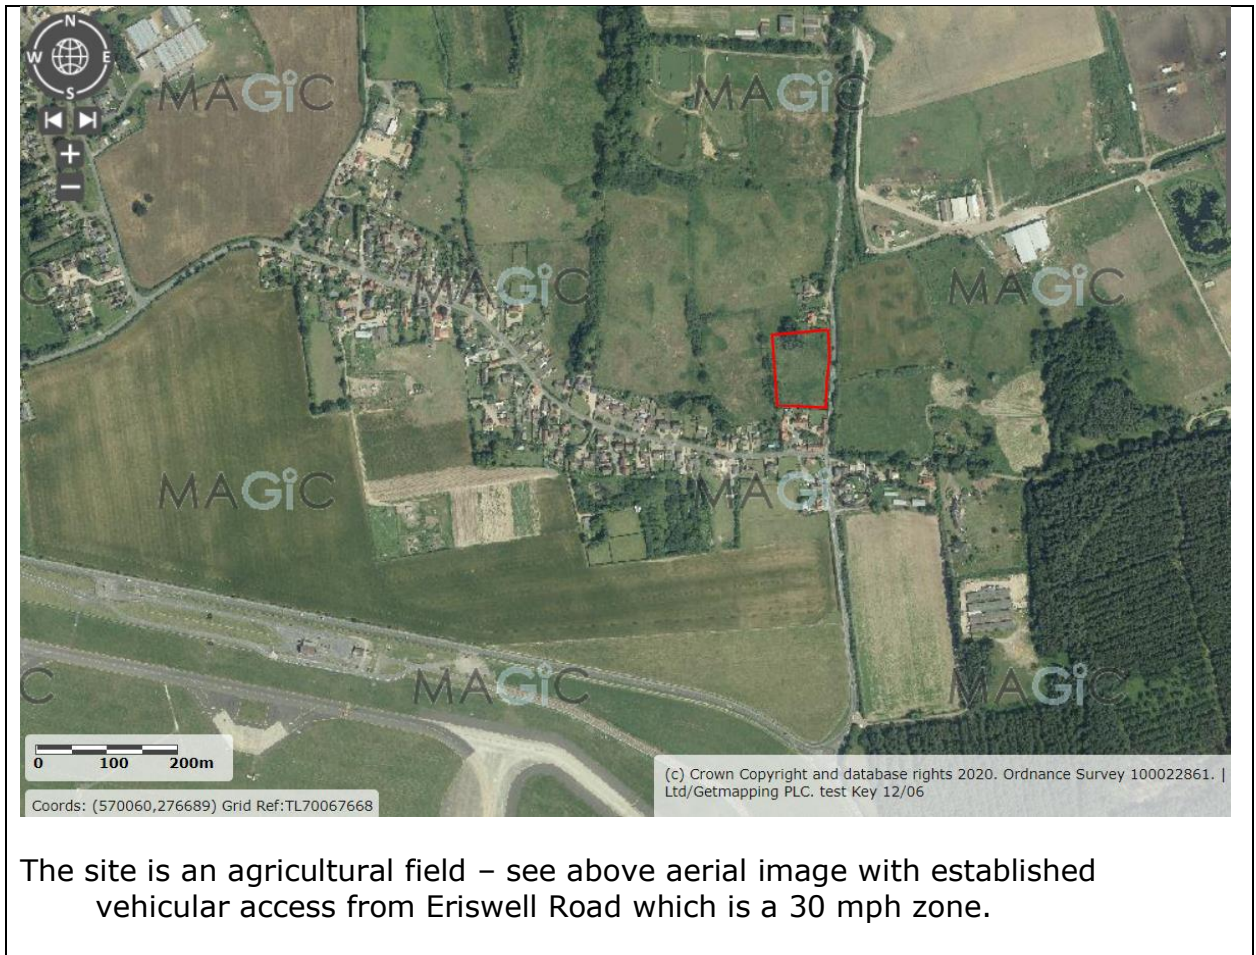 N
W E
S
MAGiC MAGiC
C MAGiC MAGiC
MAGiC MAGiC
C MAGiC MAGiC
0 100 200m
Coords: (570060,276689) Grid Ref:TL70067668
(c) Crown Copyright and database rights 2020. Ordnance Survey 100022861. |
Ltd/Getmapping PLC. test Key 12/06
The site is an agricultural field – see above aerial image with established
vehicular access from Eriswell Road which is a 30 mph zone.